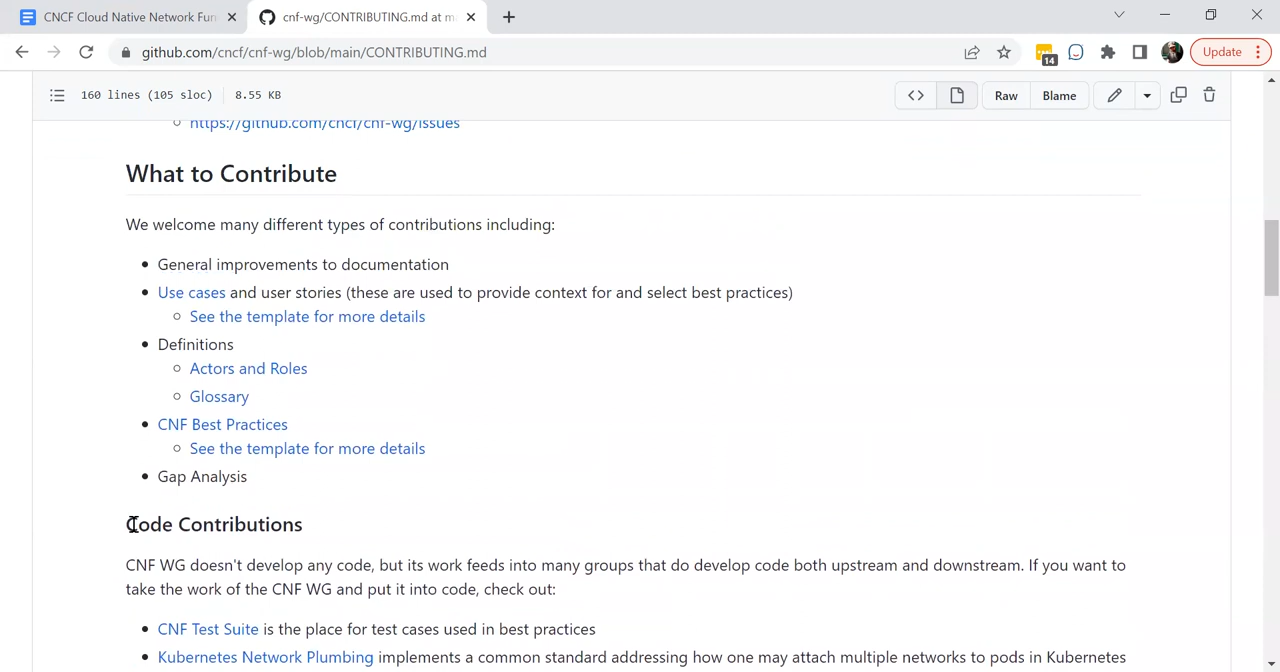 CNCF Cloud Native Network Fun
cnf-wg/CONTRIBUTING.md at m
github.com/cncf/cnf-wg/blob/main/CONTRIBUTING.md
14
Update
160 lines (105 sloc)
8.55 KB
Raw
Blame
https://github.com/cncf/cnf-wg/issues
What to Contribute
We welcome many different types of contributions including:
General improvements to documentation
Use cases and user stories (these are used to provide context for and select best practices)
See the template for more details
Definitions
Actors and Roles
Glossary
CNF Best Practices
See the template for more details
Gap Analysis
Code Contributions
CNF WG doesn't develop any code, but its work feeds into many groups that do develop code both upstream and downstream. If you want to
take the work of the CNF WG and put it into code, check out:
CNF Test Suite is the place for test cases used in best practices
Kubernetes Network Plumbing implements a common standard addressing how one may attach multiple networks to pods in Kubernetes